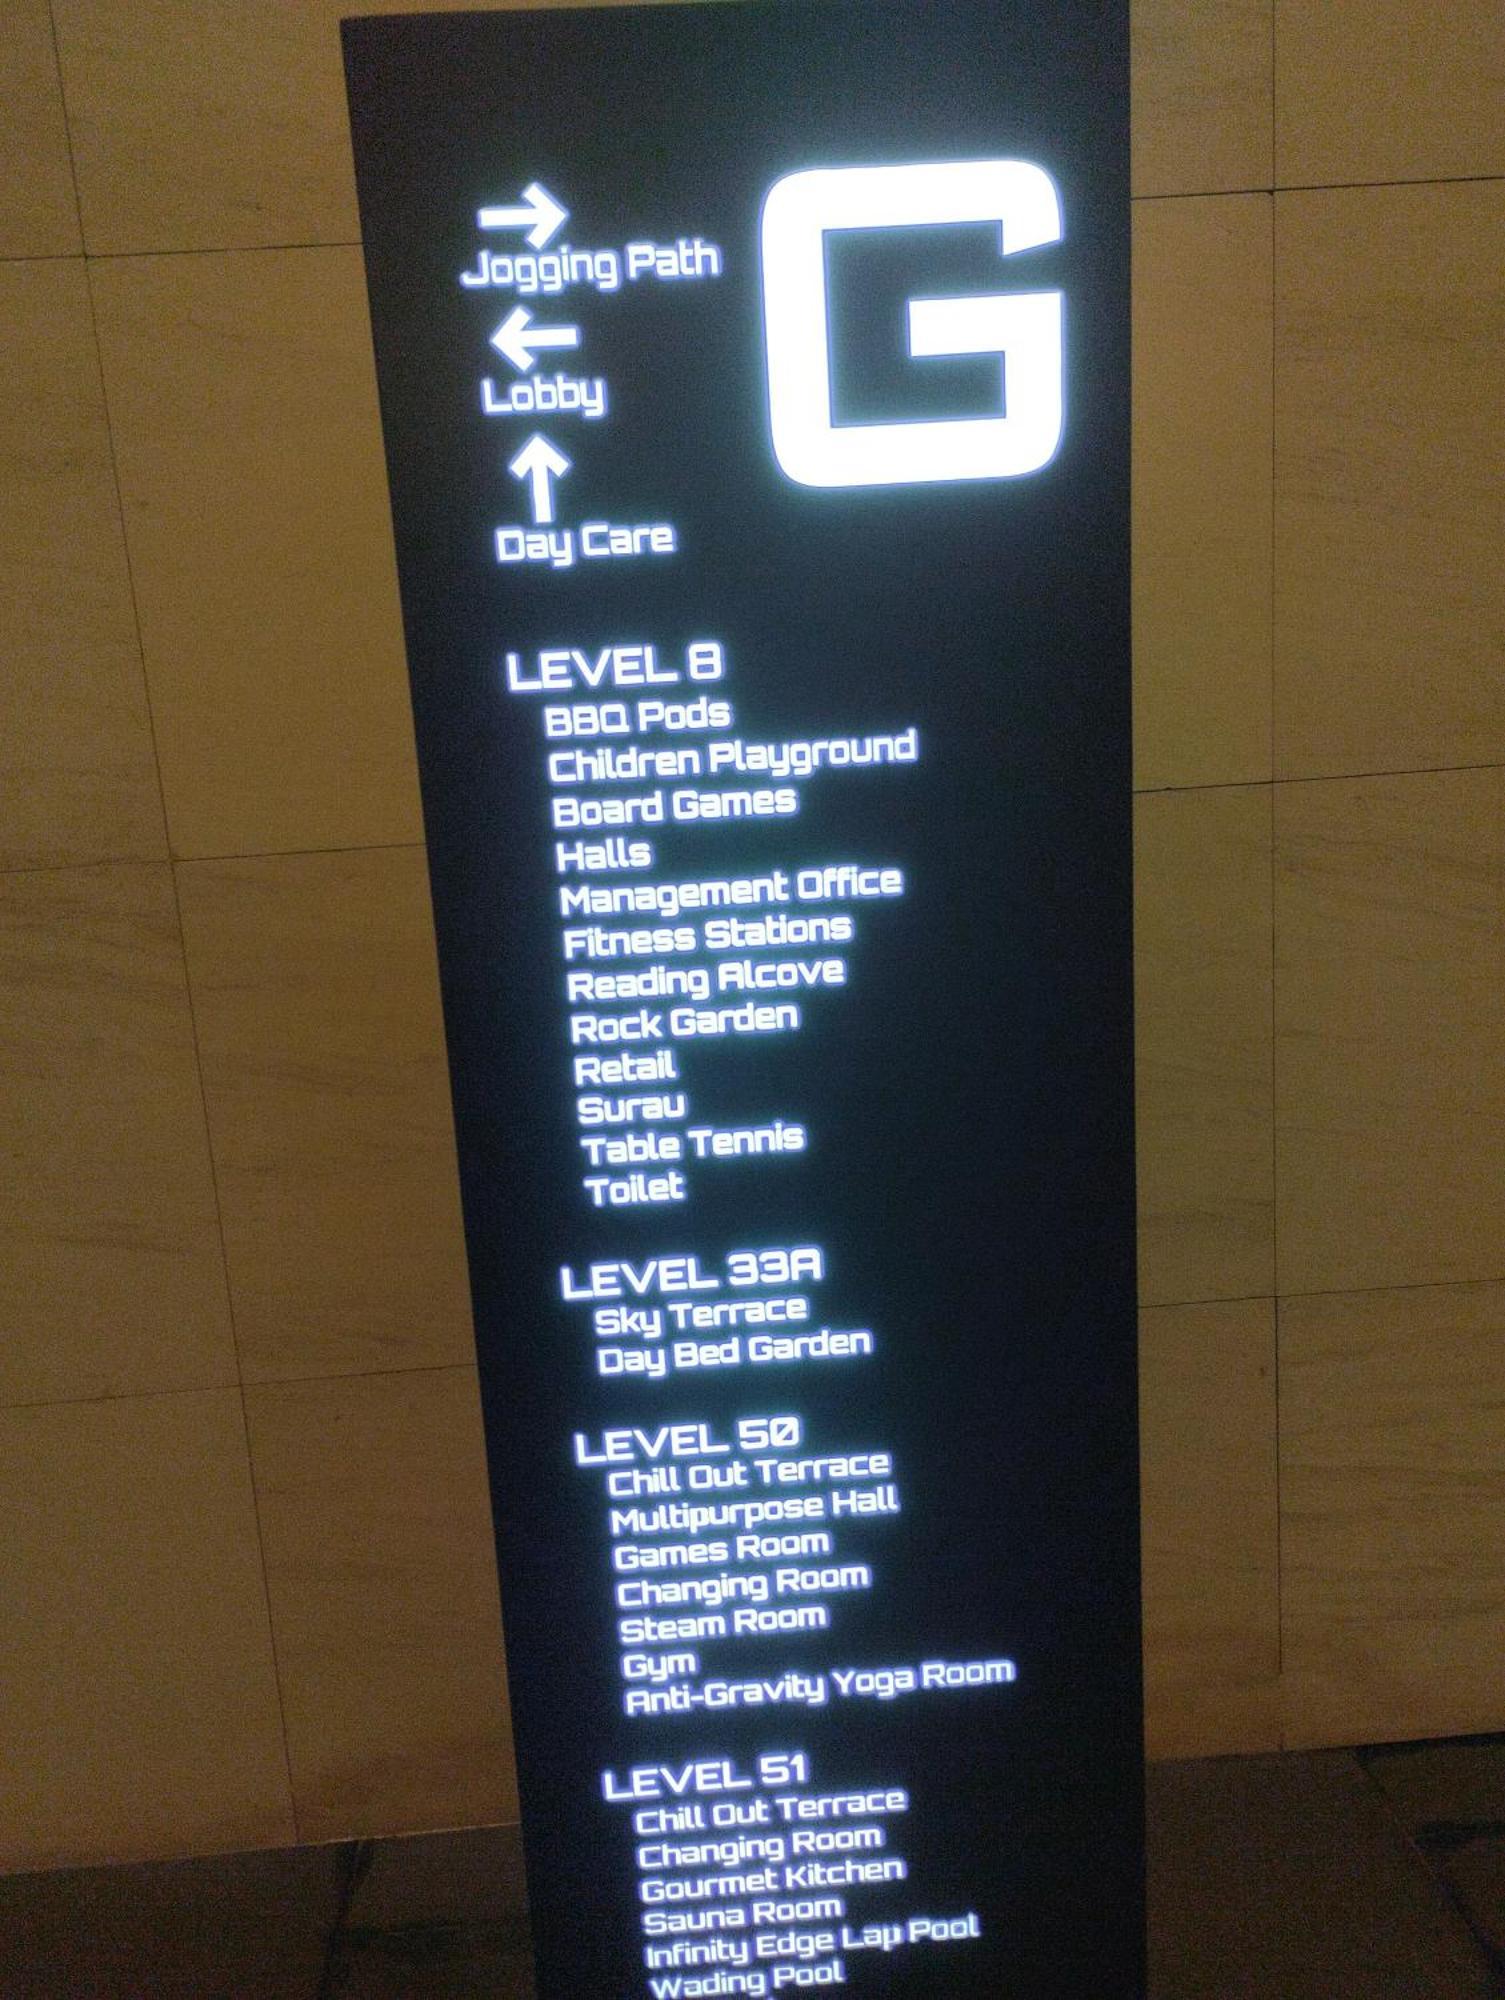 G
→
Jogging Path
←
Lobby
↑
Day Care
LEVEL 8
BBQ Pods
Children Playground
Board Games
Halls
Management Office
Fitness Stations
Reading Alcove
Rock Garden
Retail
Surau
Table Tennis
Toilet
LEVEL 33A
Sky Terrace
Day Bed Garden
LEVEL 50
Chill Out Terrace
Multipurpose Hall
Games Room
Changing Room
Steam Room
Gym
Anti-Gravity Yoga Room
LEVEL 51
Chill Out Terrace
Changing Room
Gourmet Kitchen
Sauna Room
Infinity Edge Lap Pool
Wading Pool